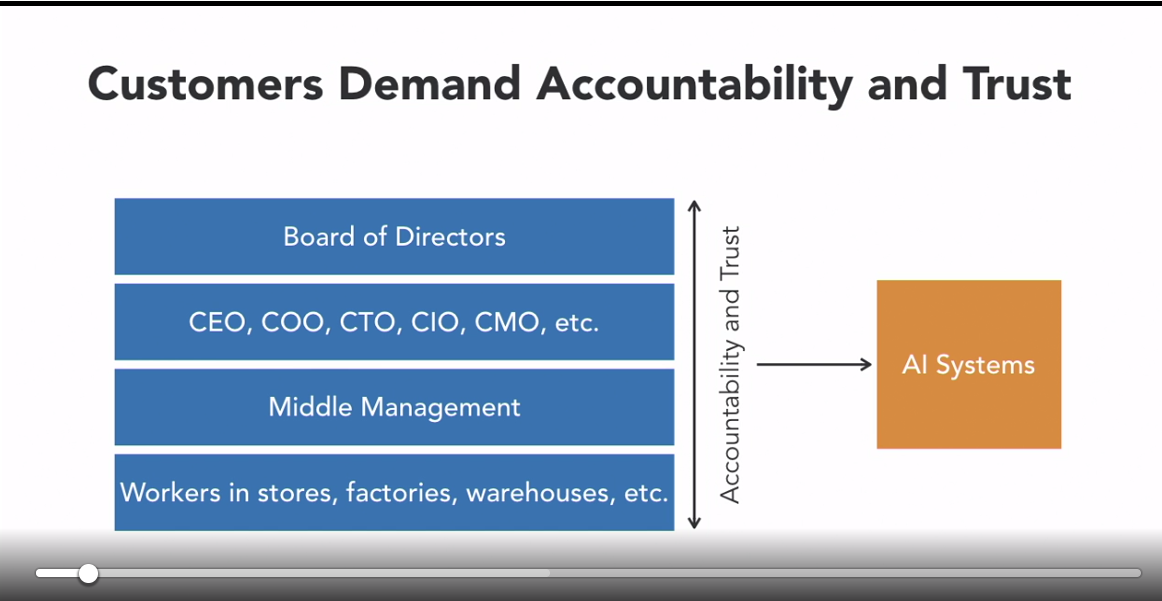 Customers Demand Accountability and Trust
Board of Directors
CEO, COO, CTO, CIO, CMO, etc.
Middle Management
Workers in stores, factories, warehouses, etc.
Accountability and Trust
AI Systems